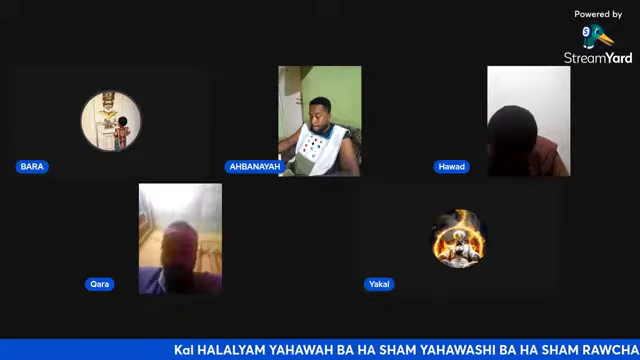 Powered by
StreamYard
BARA
AHBANAYAH
Hawad
Qara
Yakal
Kal HALALYAM YAHAWAH BA HA SHAM YAHAWASHI BA HA SHAM RAWCHA